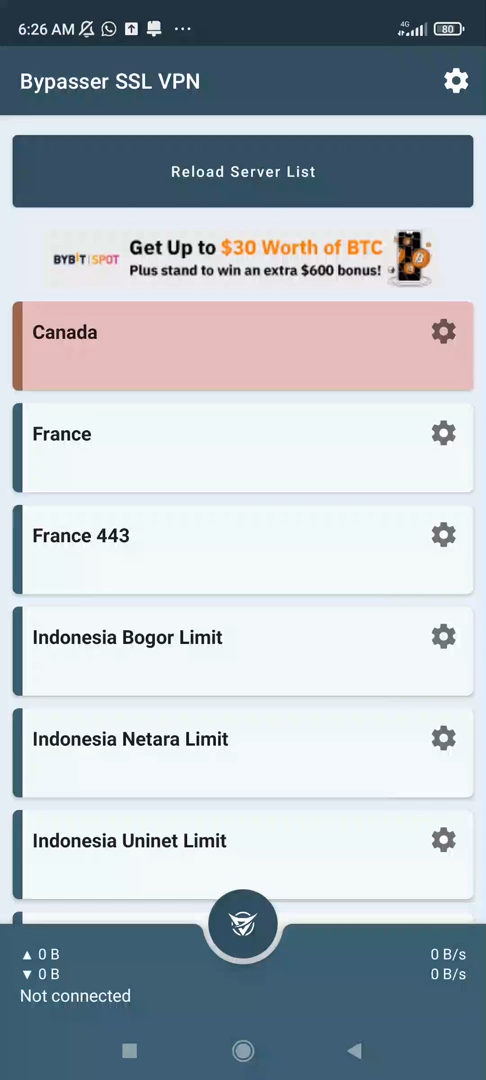 6:26 AM
4G
80
Bypasser SSL VPN
Reload Server List
BYBIT | SPOT
Get Up to $30 Worth of BTC
Plus stand to win an extra $600 bonus!
Canada
France
France 443
Indonesia Bogor Limit
Indonesia Netara Limit
Indonesia Uninet Limit
▲ 0 B
0 B/s
▼ 0 B
0 B/s
Not connected